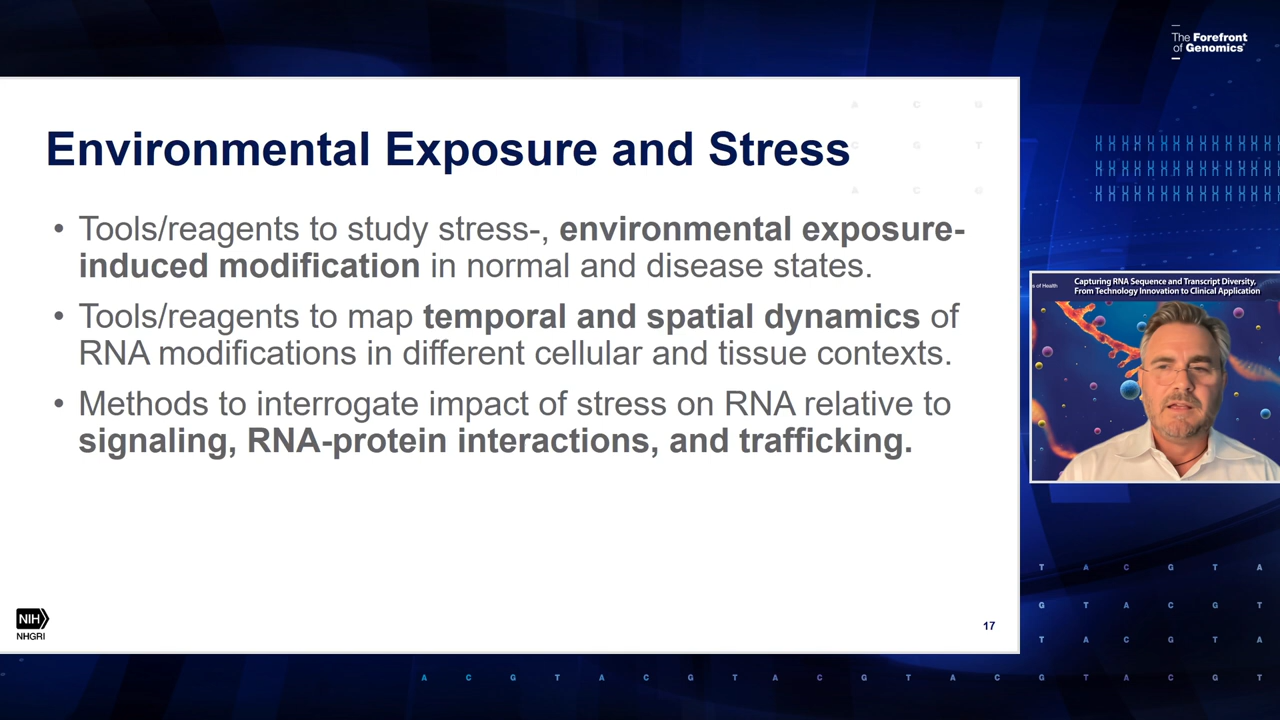 The Forefront
of Genomics®
Environmental Exposure and Stress
• Tools/reagents to study stress-, environmental exposure-
induced modification in normal and disease states.
• Tools/reagents to map temporal and spatial dynamics of
RNA modifications in different cellular and tissue contexts.
• Methods to interrogate impact of stress on RNA relative to
signaling, RNA-protein interactions, and trafficking.
NIH
NHGRI
17
s of Health
Capturing RNA Sequence and Transcript Diversity,
From Technology Innovation to Clinical Application
T A C G T A
G T A C G T
T A C G T A
A C G T A C G T A C G T A C G T A C G T